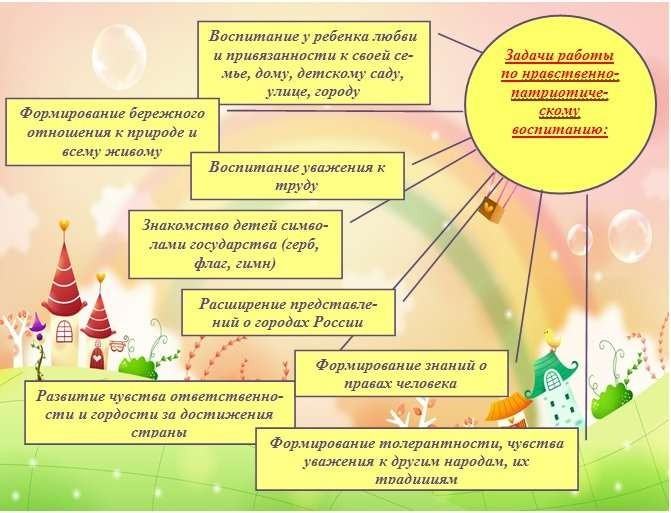 Задачи работы
по нравственно-
патриотиче-
скому
воспитанию:
Воспитание у ребенка любви
и привязанности к своей се-
мье, дому, детскому саду,
улице, городу
Формирование бережного
отношения к природе и
всему живому
Воспитание уважения к
труду
Знакомство детей симво-
лами государства (герб,
флаг, гимн)
Расширение представле-
ний о городах России
Формирование знаний о
правах человека
Развитие чувства ответственно-
сти и гордости за достижения
страны
Формирование толерантности, чувства
уважения к другим народам, их
традициям